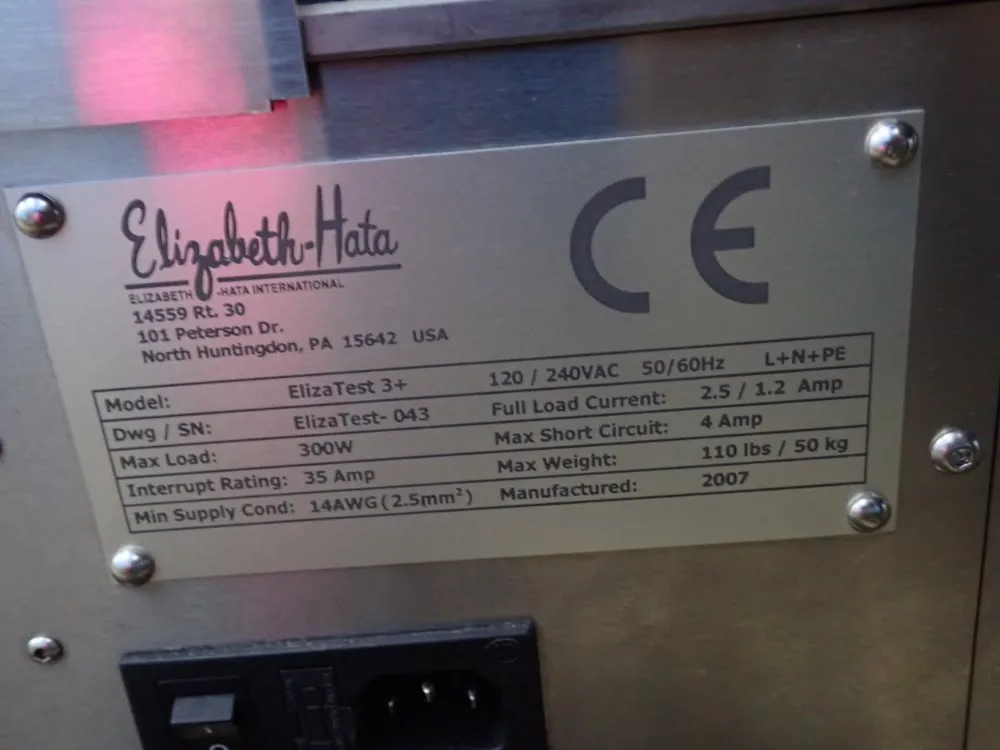 Elizabeth-Hata
ELIZABETH-HATA INTERNATIONAL
14559 Rt. 30
101 Peterson Dr.
North Huntingdon, PA 15642 USA
CE
Model: ElizaTest 3+ 120 / 240VAC 50/60Hz L+N+PE
Dwg / SN: ElizaTest- 043 Full Load Current: 2.5 / 1.2 Amp
Max Load: 300W Max Short Circuit: 4 Amp
Interrupt Rating: 35 Amp Max Weight: 110 lbs / 50 kg
Min Supply Cond: 14AWG (2.5mm²) Manufactured: 2007